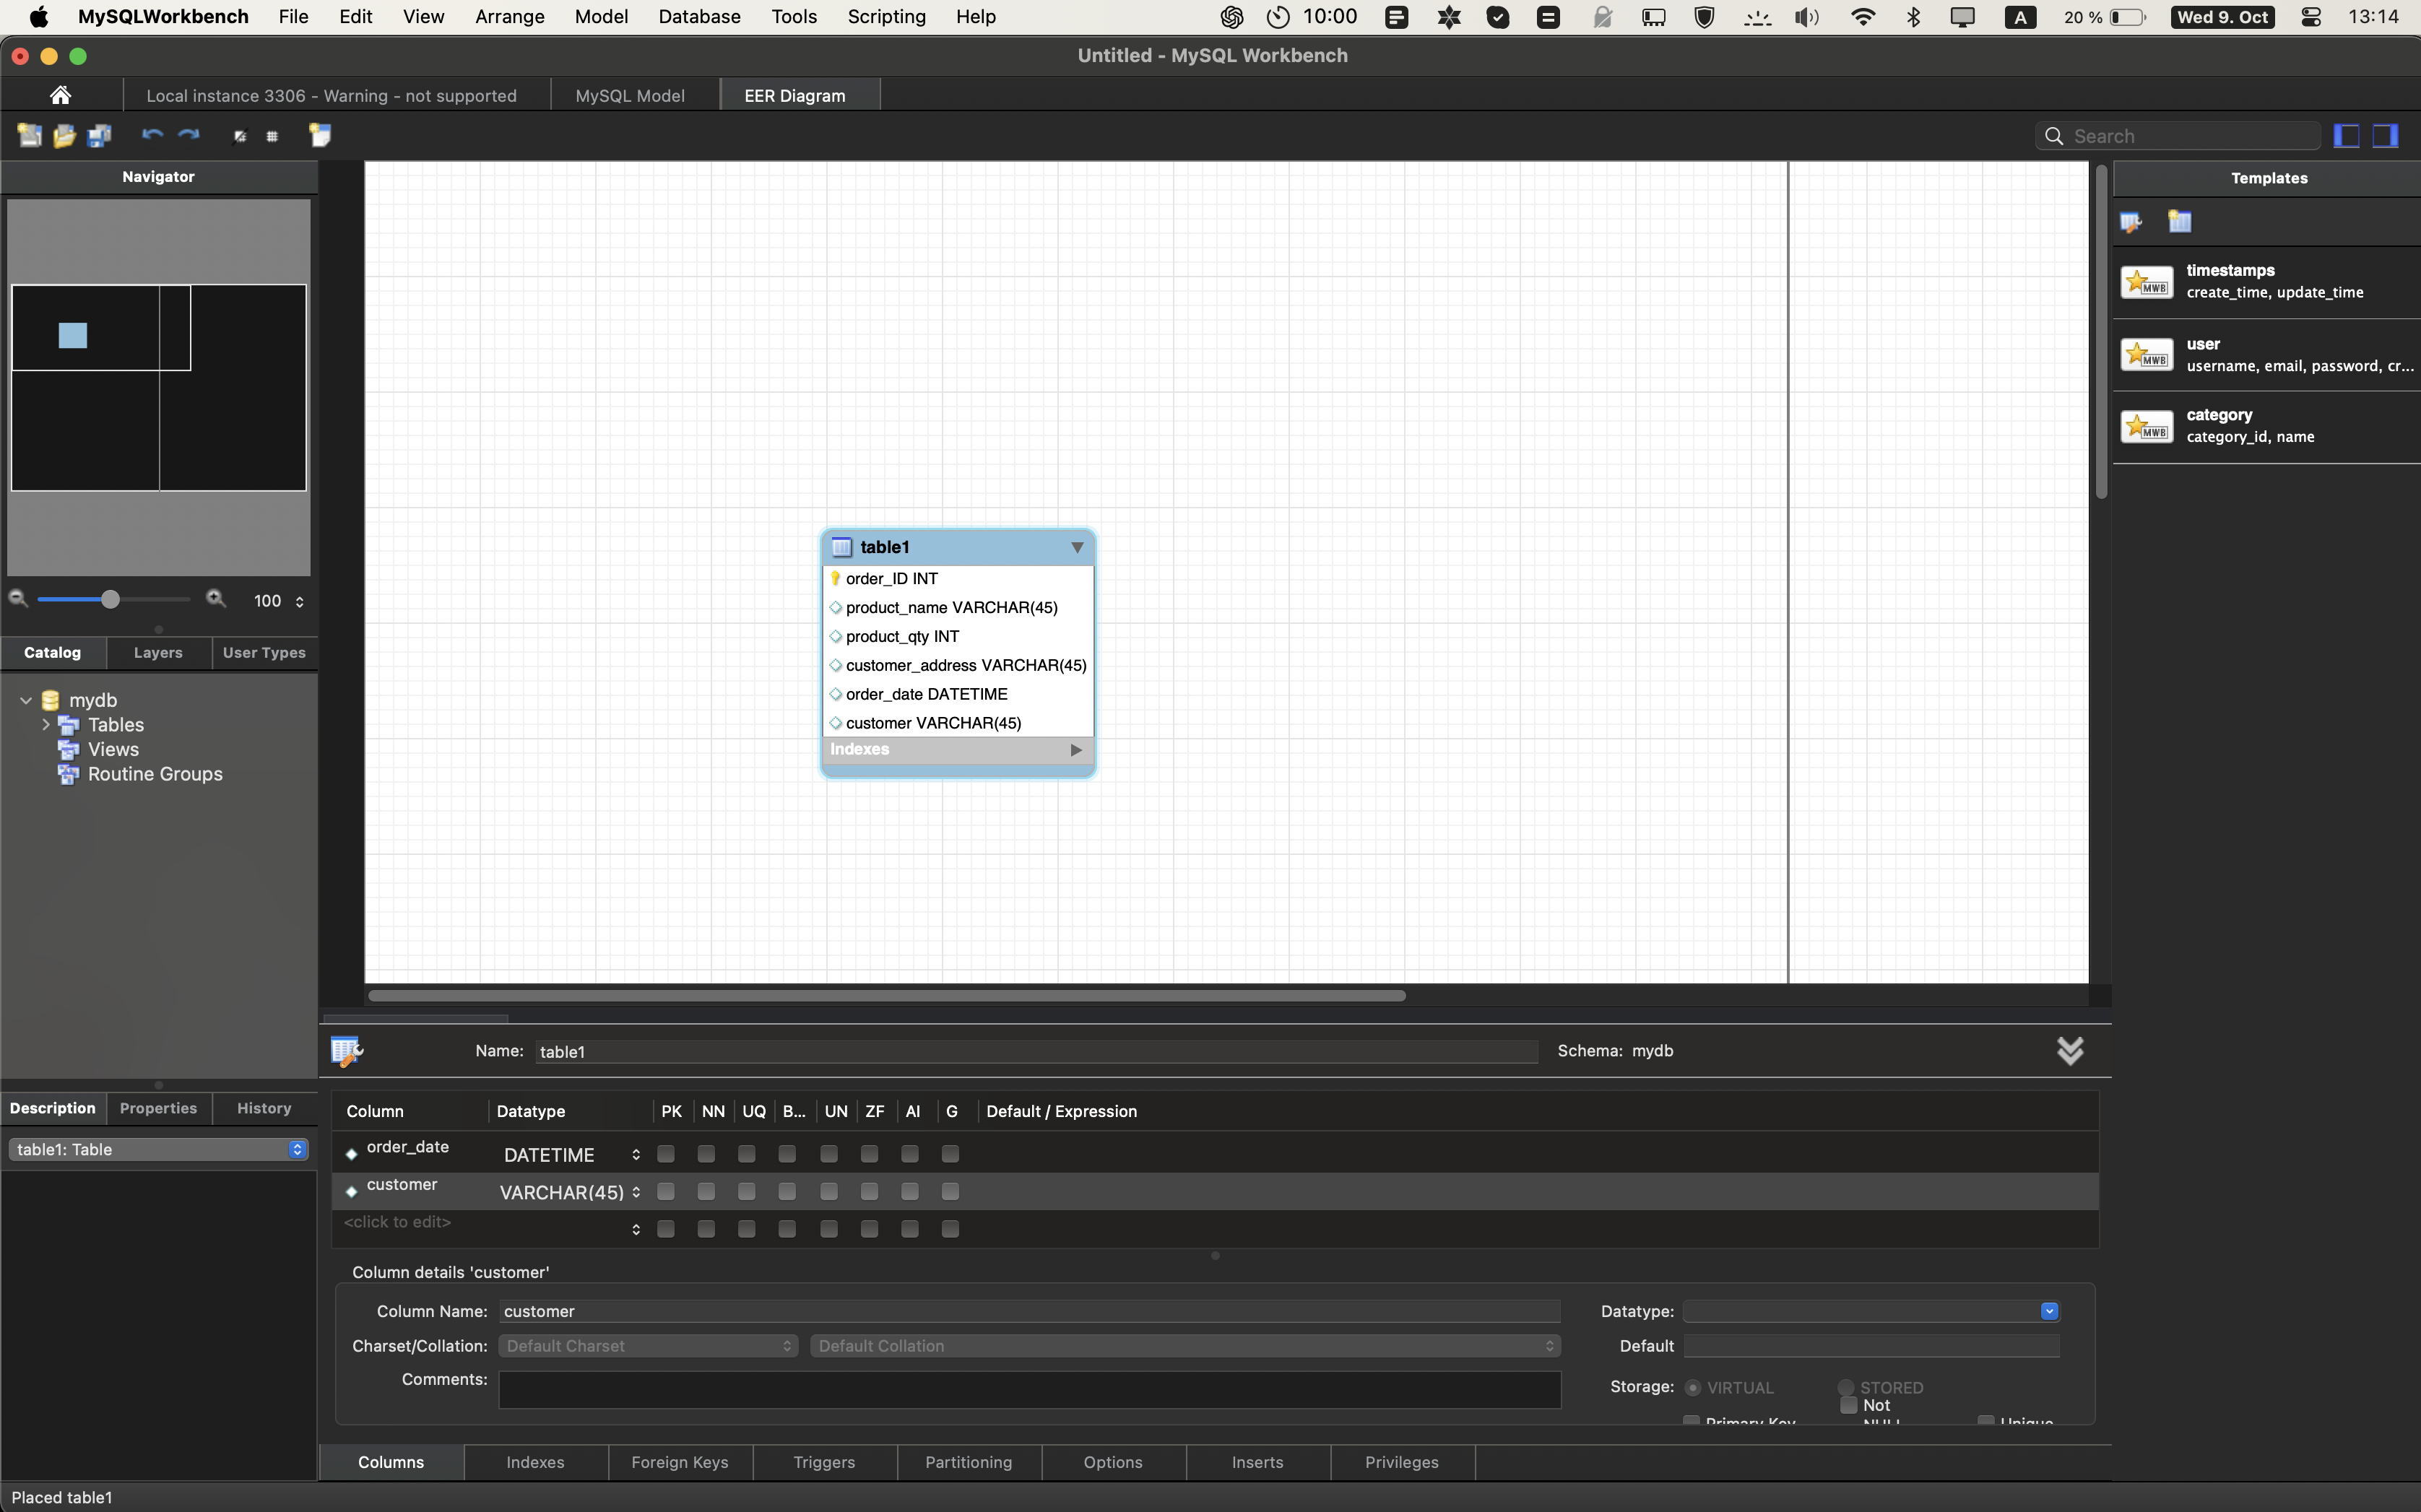 MySQLWorkbench File Edit View Arrange Model Database Tools Scripting Help 10:00 A 20 % Wed 9. Oct 13:14
Untitled - MySQL Workbench
Local instance 3306 - Warning - not supported MySQL Model EER Diagram
Search
Navigator
Templates
timestamps
create_time, update_time
MWB
user
username, email, password, cr...
MWB
category
category_id, name
MWB
table1
order_ID INT
product_name VARCHAR(45)
product_qty INT
customer_address VARCHAR(45)
order_date DATETIME
customer VARCHAR(45)
Indexes
100
Catalog Layers User Types
mydb
Tables
Views
Routine Groups
Name: table1 Schema: mydb
Description Properties History
table1: Table
Column Datatype PK NN UQ B... UN ZF AI G Default / Expression
order_date DATETIME
customer VARCHAR(45)
<click to edit>
Column details 'customer'
Column Name: customer Datatype:
Charset/Collation: Default Charset Default Collation Default
Comments: Storage: VIRTUAL STORED
Not
Primary Key NULL Unique
Columns Indexes Foreign Keys Triggers Partitioning Options Inserts Privileges
Placed table1